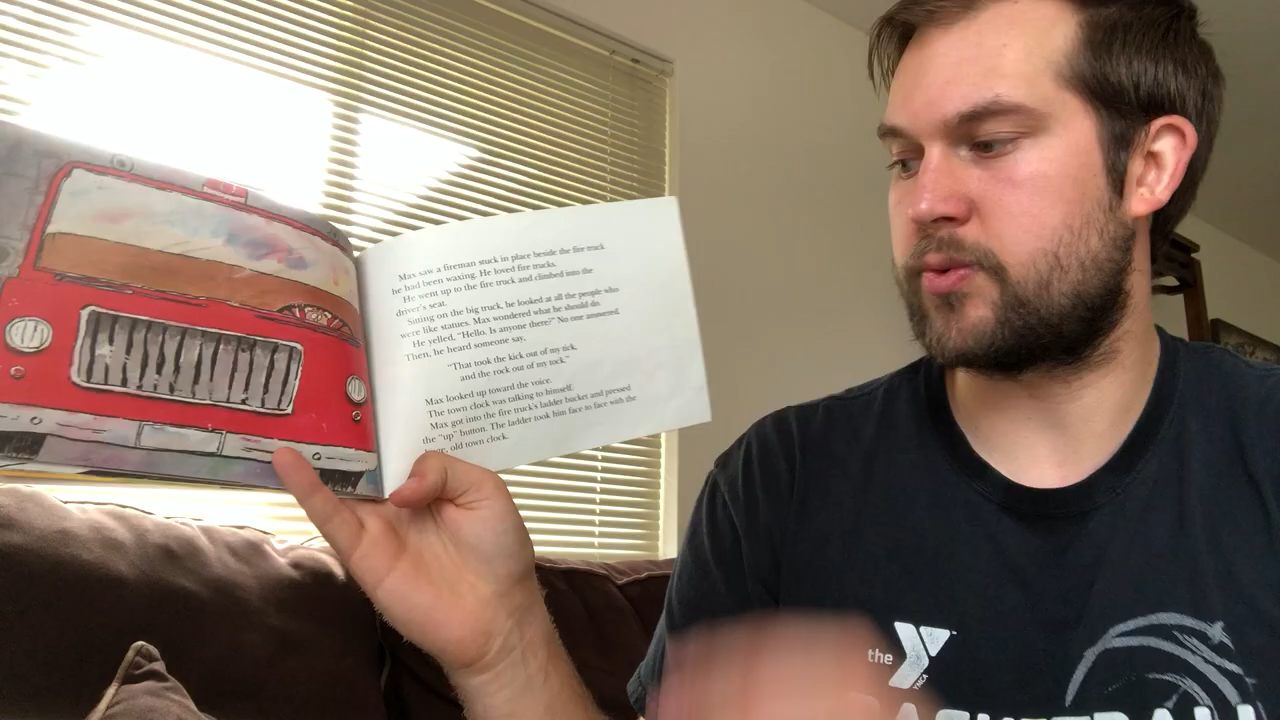 Max saw a fireman stuck in place beside the fire truck
he had been waxing. He loved fire trucks.
He went up to the fire truck and climbed into the
driver's seat.
Sitting on the big truck, he looked at all the people who
were like statues. Max wondered what he should do.
He yelled, "Hello. Is anyone there?" No one answered.
Then, he heard someone say,
"That took the kick out of my tick,
and the rock out of my tock."
Max looked up toward the voice.
The town clock was talking to himself.
Max got into the fire truck's ladder bucket and pressed
the "up" button. The ladder took him face to face with the
old town clock.
the Y
YMCA